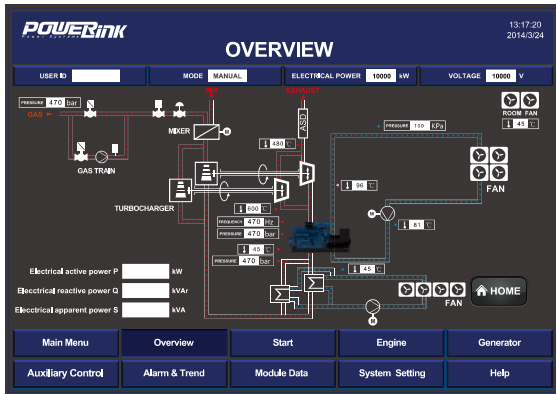 POWERlink
Power Systems
13:17:20
2014/3/24
OVERVIEW
USER ID
MODE MANUAL
ELECTRICAL POWER 10000 kW
VOLTAGE 10000 V
AIR
EXHAUST
PRESSURE 470 bar
GAS
MIXER
M
ASD
PRESSURE 100 KPa
ROOM FAN
45 ℃
480 ℃
GAS TRAIN
FAN
96 ℃
TURBOCHARGER
600 ℃
FREQUENCY 470 Hz
PRESSURE 470 bar
M
81 ℃
45 ℃
PRESSURE 470 bar
45 ℃
Electrical active power P kW
Elecctrical reactive power Q kVAr
Elecctrical apparent power S kVA
FAN
HOME
M
Main Menu
Overview
Start
Engine
Generator
Auxiliary Control
Alarm & Trend
Module Data
System Setting
Help